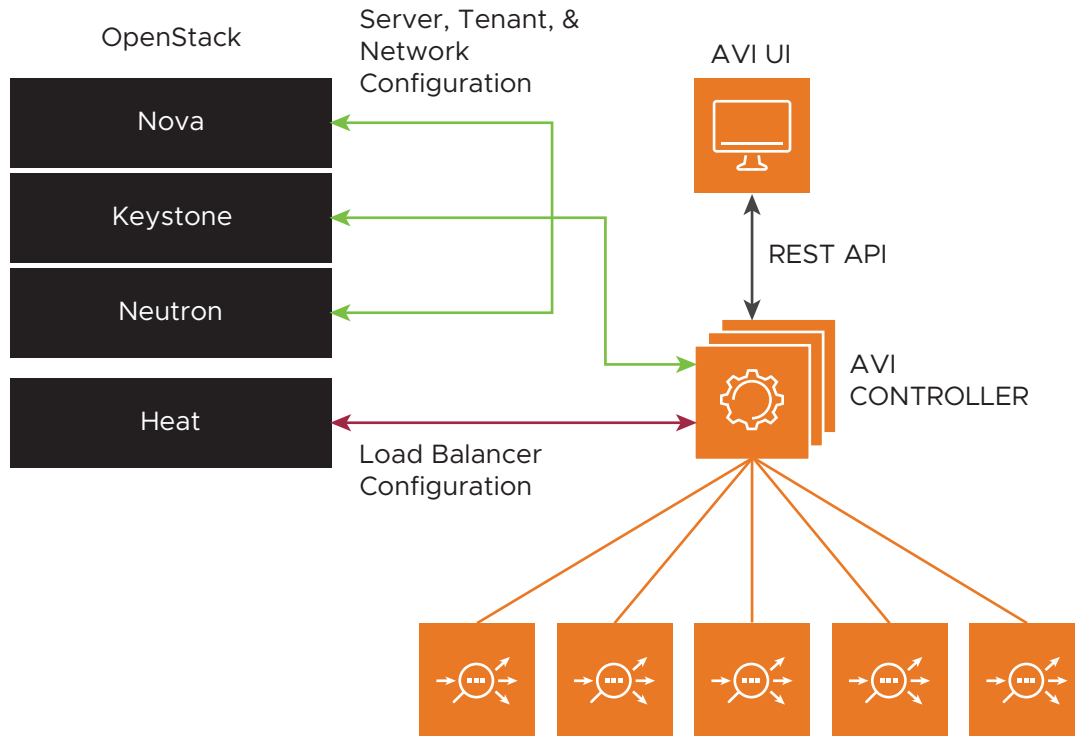 OpenStack
Server, Tenant, &
Network
Configuration
AVI UI
Nova
Keystone
Neutron
Heat
REST API
AVI
CONTROLLER
Load Balancer
Configuration